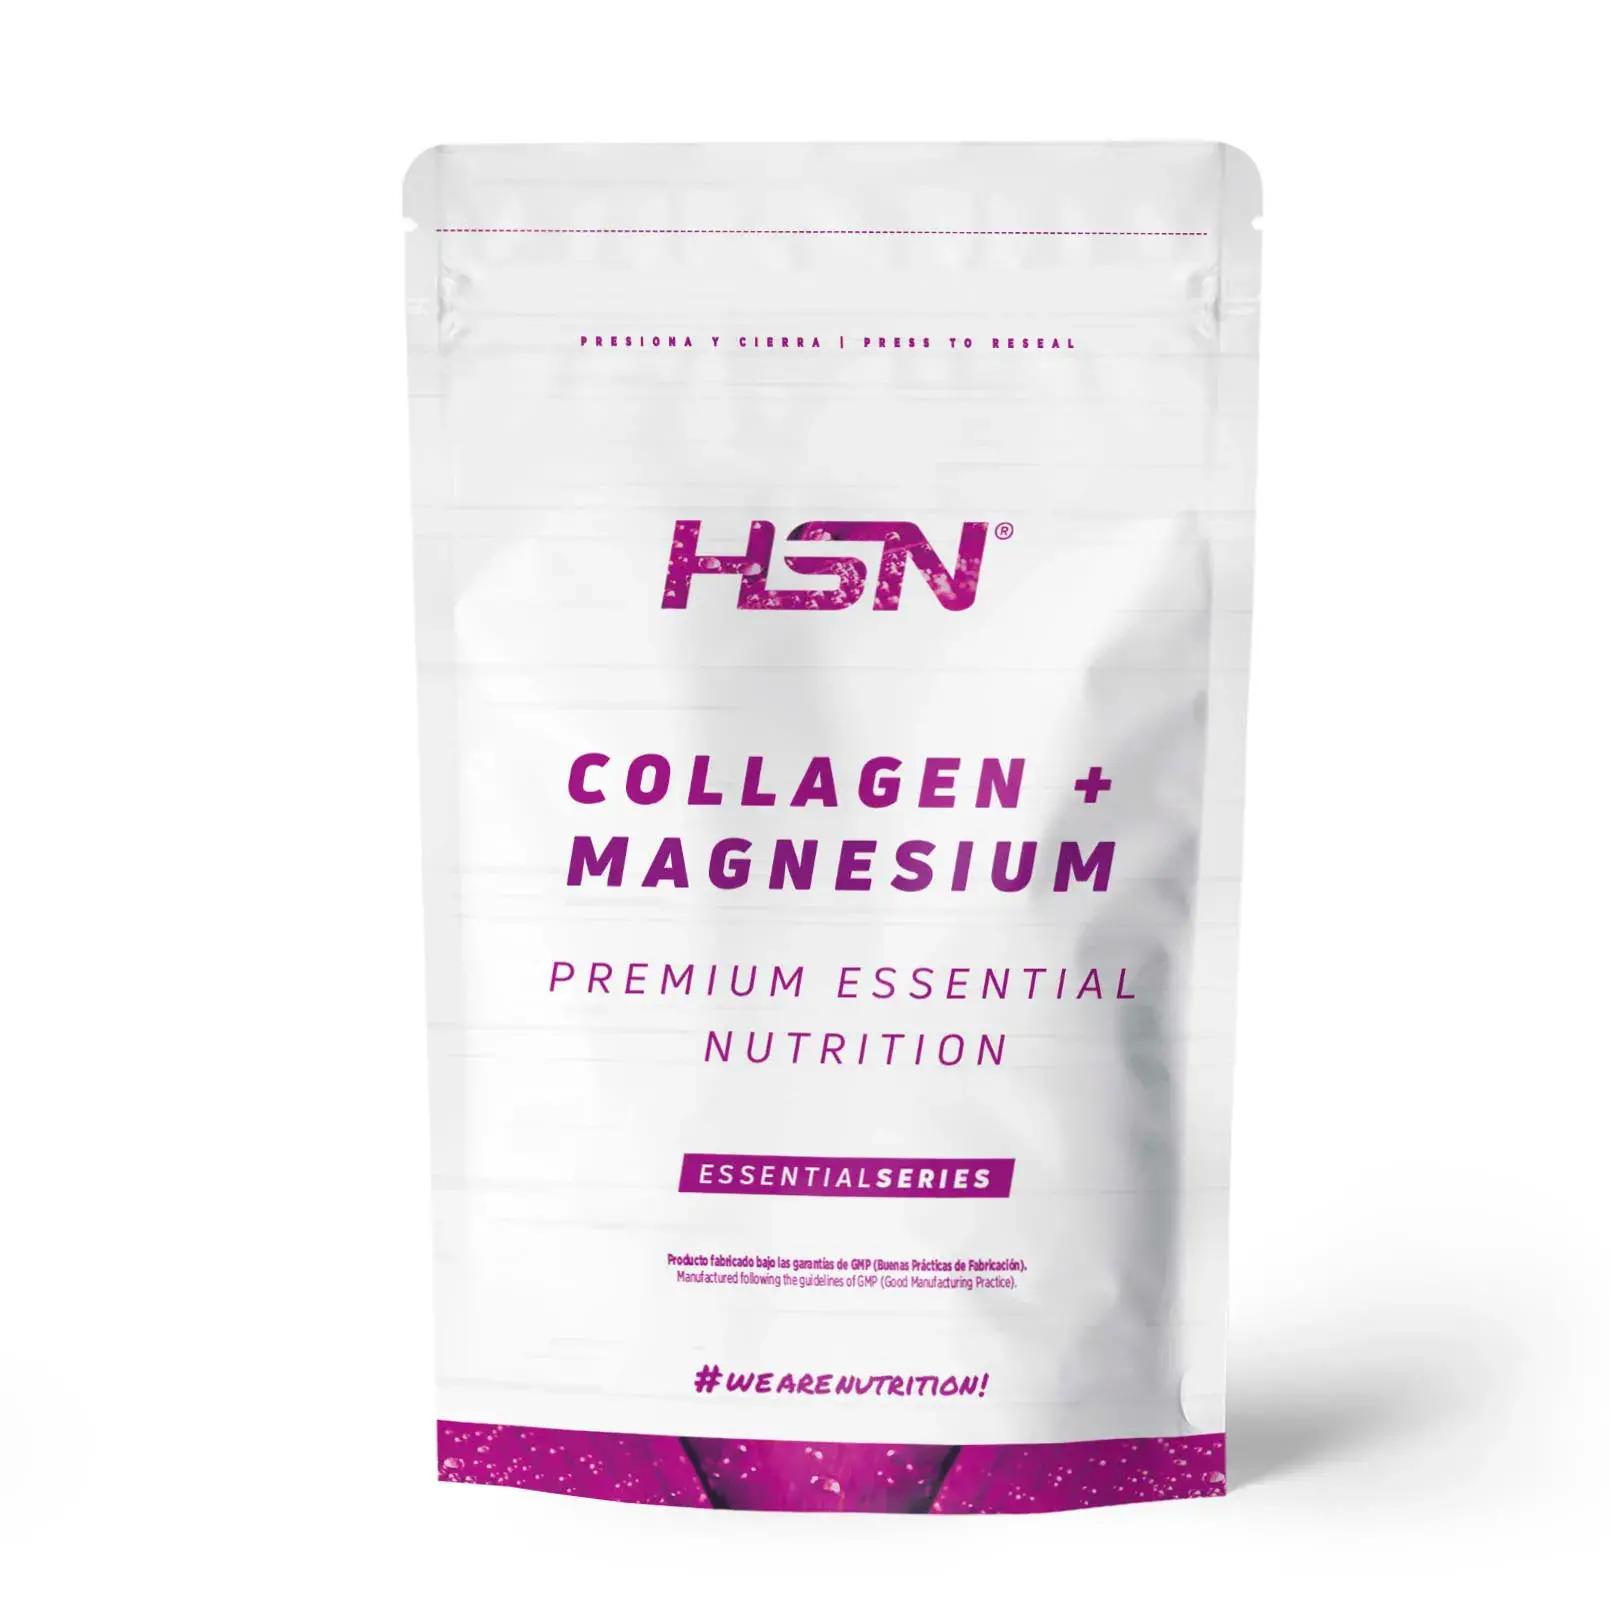 PRESIONA Y CIERRA | PRESS TO RESEAL
HSN®
COLLAGEN +
MAGNESIUM
PREMIUM ESSENTIAL
NUTRITION
ESSENTIALSERIES
Producto fabricado bajo las garantías de GMP (Buenas Prácticas de Fabricación).
Manufactured following the guidelines of GMP (Good Manufacturing Practice).
#WEARENUTRITION!